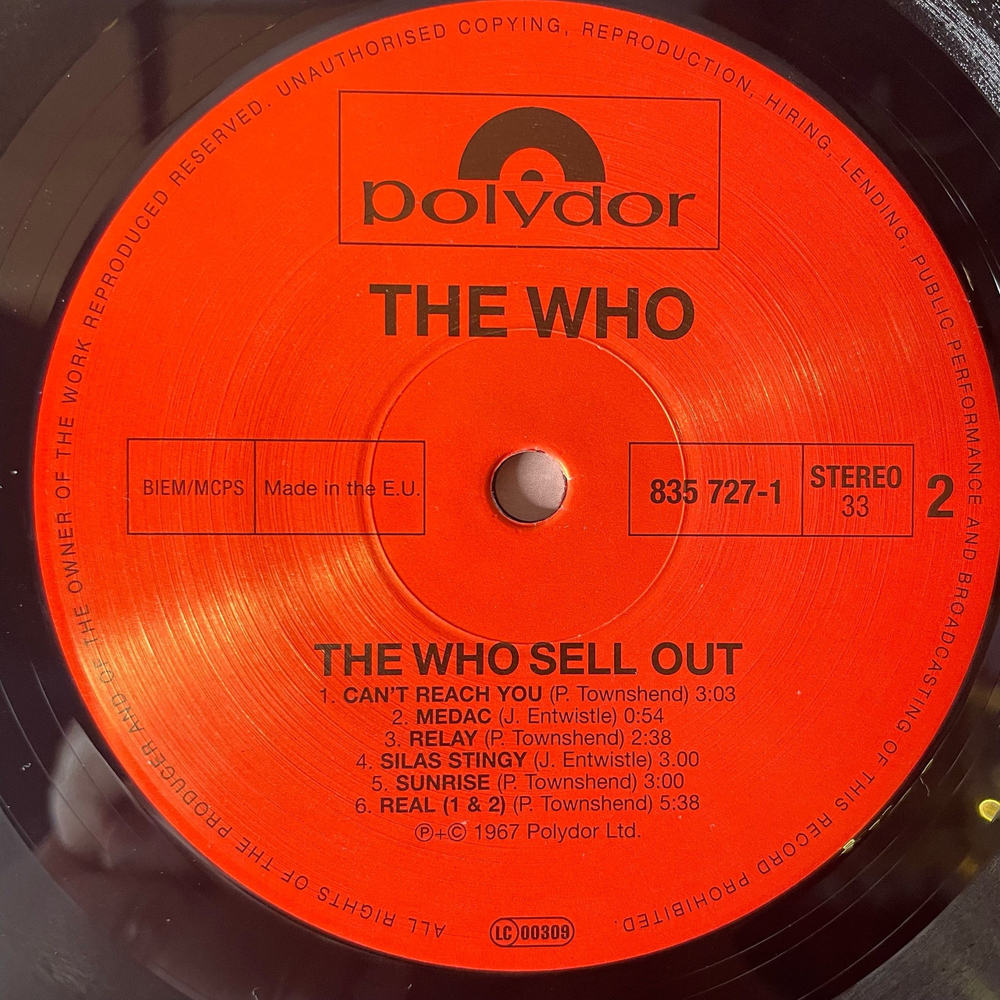 ALL RIGHTS OF THE PRODUCER AND OF THE OWNER OF THE WORK REPRODUCED RESERVED. UNAUTHORISED COPYING, REPRODUCTION, HIRING, LENDING, PUBLIC PERFORMANCE AND BROADCASTING OF THIS RECORD PROHIBITED.
polydor
THE WHO
BIEM/MCPS Made in the E.U.
835 727-1 STEREO 33 2
THE WHO SELL OUT
1. CAN'T REACH YOU (P. Townshend) 3:03
2. MEDAC (J. Entwistle) 0:54
3. RELAY (P. Townshend) 2:38
4. SILAS STINGY (J. Entwistle) 3.00
5. SUNRISE (P. Townshend) 3:00
6. REAL (1 & 2) (P. Townshend) 5:38
℗+© 1967 Polydor Ltd.
LC 00309